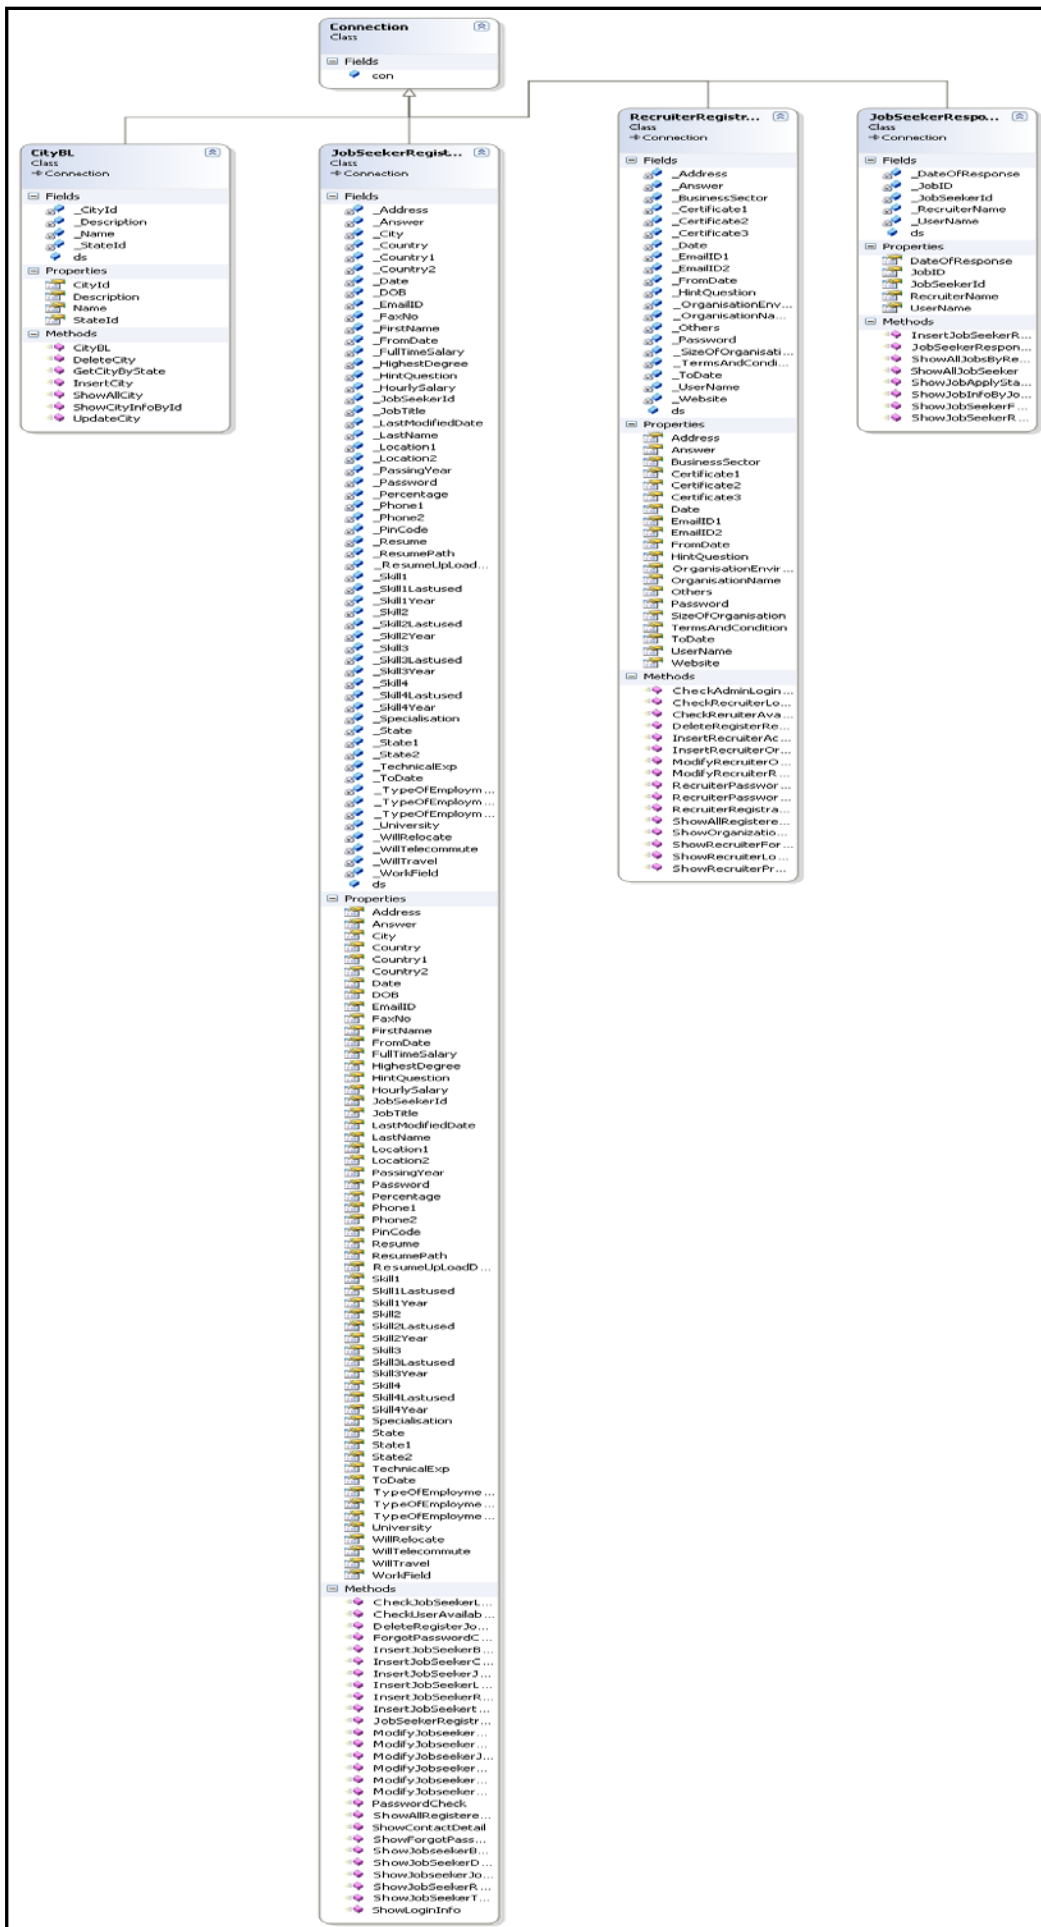 Connection
Class
Fields
con
CityBL
Class
Connection
Fields
_CityId
_Description
_Name
_StateId
ds
Properties
CityId
Description
Name
StateId
Methods
CityBL
DeleteCity
GetCityByState
InsertCity
ShowAllCity
ShowCityInfoById
UpdateCity
JobSeekerRegist...
Class
Connection
Fields
_Address
_Answer
_City
_Country
_Country1
_Country2
_Date
_DOB
_EmailID
_FaxNo
_FirstName
_FromDate
_FullTimeSalary
_HighestDegree
_HintQuestion
_HourlySalary
_JobSeekerId
_JobTitle
_LastModifiedDate
_LastName
_Location1
_Location2
_PassingYear
_Password
_Percentage
_Phone1
_Phone2
_PinCode
_Resume
_ResumePath
_ResumeUpLoad...
_Skill1
_Skill1Lastused
_Skill1Year
_Skill2
_Skill2Lastused
_Skill2Year
_Skill3
_Skill3Lastused
_Skill3Year
_Skill4
_Skill4Lastused
_Skill4Year
_Specialisation
_State
_State1
_State2
_TechnicalExp
_ToDate
_TypeOfEmploym...
_TypeOfEmploym...
_TypeOfEmploym...
_University
_WillRelocate
_WillTelecommute
_WillTravel
_WorkField
ds
Properties
Address
Answer
City
Country
Country1
Country2
Date
DOB
EmailID
FaxNo
FirstName
FromDate
FullTimeSalary
HighestDegree
HintQuestion
HourlySalary
JobSeekerId
JobTitle
LastModifiedDate
LastName
Location1
Location2
PassingYear
Password
Percentage
Phone1
Phone2
PinCode
Resume
ResumePath
ResumeUpLoadD...
Skill1
Skill1Lastused
Skill1Year
Skill2
Skill2Lastused
Skill2Year
Skill3
Skill3Lastused
Skill3Year
Skill4
Skill4Lastused
Skill4Year
Specialisation
State
State1
State2
TechnicalExp
ToDate
TypeOfEmployme...
TypeOfEmployme...
TypeOfEmployme...
University
WillRelocate
WillTelecommute
WillTravel
WorkField
Methods
CheckJobSeekerL...
CheckUserAvailab...
DeleteRegisterJo...
ForgotPasswordC...
InsertJobSeekerB...
InsertJobSeekerC...
InsertJobSeekerJ...
InsertJobSeekerL...
InsertJobSeekerR...
InsertJobSeekert...
JobSeekerRegistr...
ModifyJobseeker...
ModifyJobseeker...
ModifyJobseekerJ...
ModifyJobseeker...
ModifyJobseeker...
ModifyJobseeker...
PasswordCheck
ShowAllRegistere...
ShowContactDetail
ShowForgotPass...
ShowJobseekerB...
ShowJobSeekerD...
ShowJobseekerJo...
ShowJobSeekerR...
ShowJobSeekerT...
ShowLoginInfo
RecruiterRegistr...
Class
Connection
Fields
_Address
_Answer
_BusinessSector
_Certificate1
_Certificate2
_Certificate3
_Date
_EmailID1
_EmailID2
_FromDate
_HintQuestion
_OrganisationEnv...
_OrganisationNa...
_Others
_Password
_SizeOfOrganisati...
_TermsAndCondi...
_ToDate
_UserName
_Website
ds
Properties
Address
Answer
BusinessSector
Certificate1
Certificate2
Certificate3
Date
EmailID1
EmailID2
FromDate
HintQuestion
OrganisationEnvir...
OrganisationName
Others
Password
SizeOfOrganisation
TermsAndCondition
ToDate
UserName
Website
Methods
CheckAdminLogin...
CheckRecruiterLo...
CheckReruiterAva...
DeleteRegisterRe...
InsertRecruiterAc...
InsertRecruiterOr...
ModifyRecruiterO...
ModifyRecruiterR...
RecruiterPasswor...
RecruiterPasswor...
RecruiterRegistra...
ShowAllRegistere...
ShowOrganizatio...
ShowRecruiterFor...
ShowRecruiterLo...
ShowRecruiterPr...
JobSeekerRespo...
Class
Connection
Fields
_DateOfResponse
_JobID
_JobSeekerId
_RecruiterName
_UserName
ds
Properties
DateOfResponse
JobID
JobSeekerId
RecruiterName
UserName
Methods
InsertJobSeekerR...
JobSeekerRespon...
ShowAllJobsByRe...
ShowAllJobSeeker
ShowJobApplySta...
ShowJobInfoByJo...
ShowJobSeekerF...
ShowJobSeekerR...